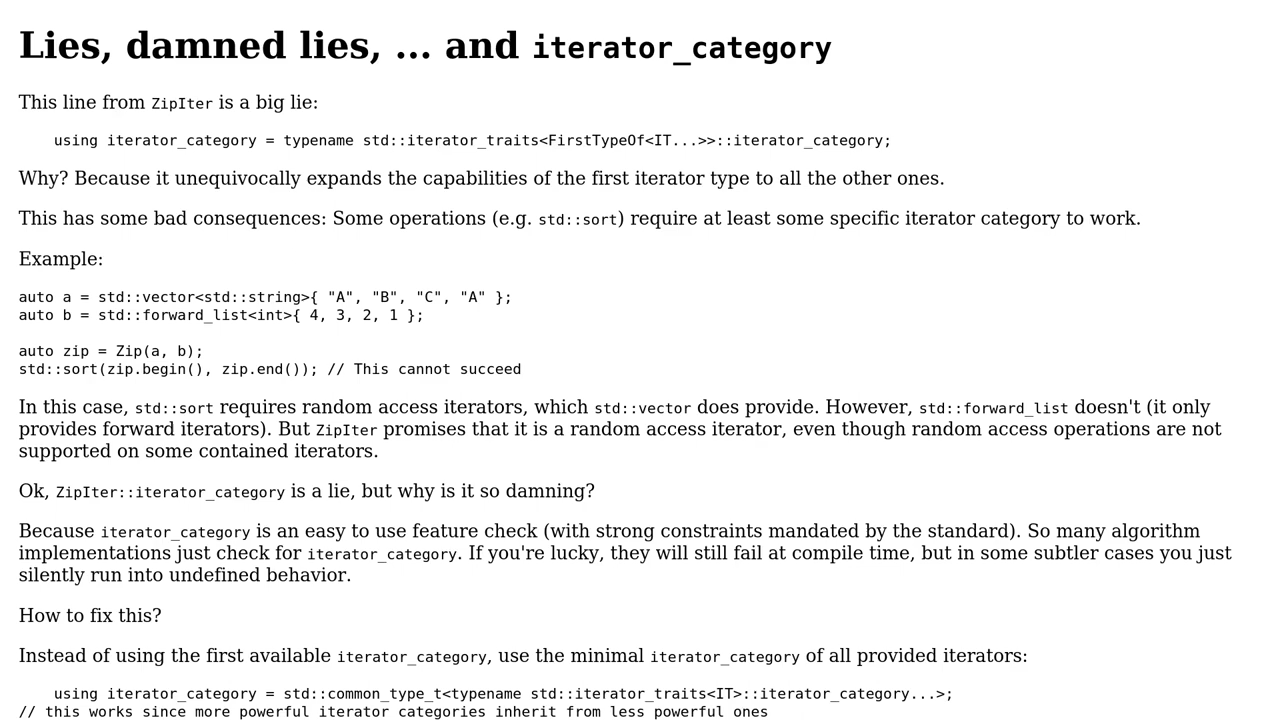 Lies, damned lies, ... and iterator_category
This line from ZipIter is a big lie:
    using iterator_category = typename std::iterator_traits<FirstTypeOf<IT...>>::iterator_category;
Why? Because it unequivocally expands the capabilities of the first iterator type to all the other ones.
This has some bad consequences: Some operations (e.g. std::sort) require at least some specific iterator category to work.
Example:
auto a = std::vector<std::string>{ "A", "B", "C", "A" };
auto b = std::forward_list<int>{ 4, 3, 2, 1 };
auto zip = Zip(a, b);
std::sort(zip.begin(), zip.end()); // This cannot succeed
In this case, std::sort requires random access iterators, which std::vector does provide. However, std::forward_list doesn't (it only
provides forward iterators). But ZipIter promises that it is a random access iterator, even though random access operations are not
supported on some contained iterators.
Ok, ZipIter::iterator_category is a lie, but why is it so damning?
Because iterator_category is an easy to use feature check (with strong constraints mandated by the standard). So many algorithm
implementations just check for iterator_category. If you're lucky, they will still fail at compile time, but in some subtler cases you just
silently run into undefined behavior.
How to fix this?
Instead of using the first available iterator_category, use the minimal iterator_category of all provided iterators:
    using iterator_category = std::common_type_t<typename std::iterator_traits<IT>::iterator_category...>;
// this works since more powerful iterator categories inherit from less powerful ones